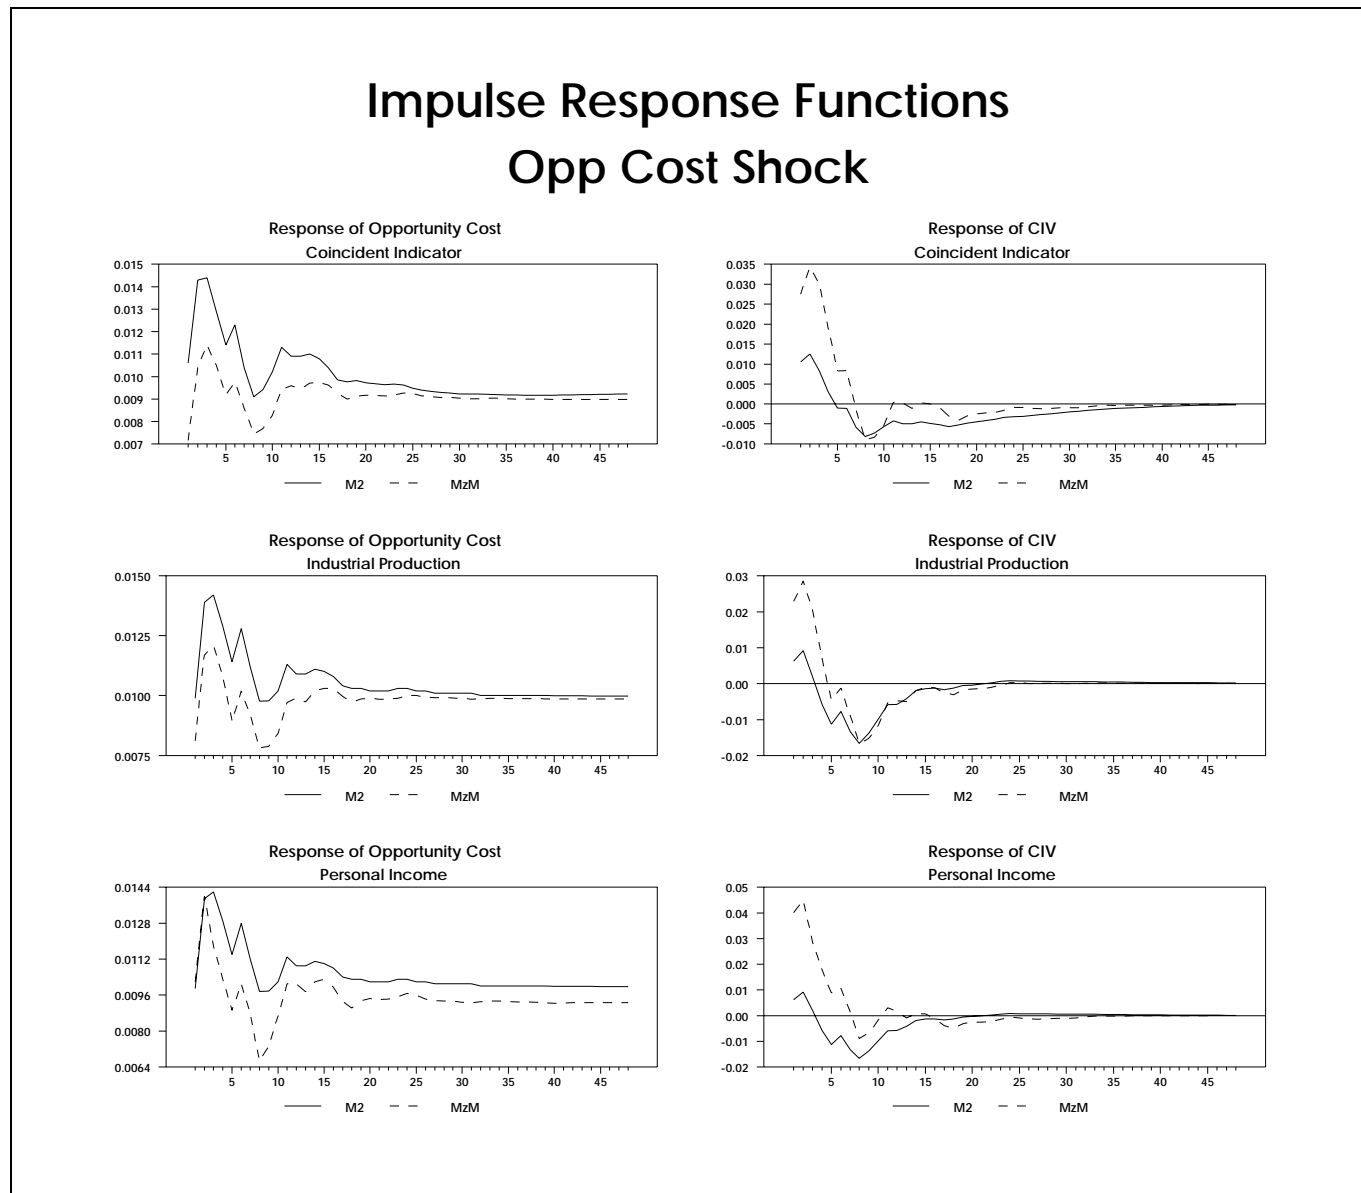 Impulse Response Functions
Opp Cost Shock
Response of Opportunity Cost
Coincident Indicator
0.015
0.014
0.013
0.012
0.011
0.010
0.009
0.008
0.007
5 10 15 20 25 30 35 40 45
M2 MzM
Response of CIV
Coincident Indicator
0.035
0.030
0.025
0.020
0.015
0.010
0.005
0.000
-0.005
-0.010
5 10 15 20 25 30 35 40 45
M2 MzM
Response of Opportunity Cost
Industrial Production
0.0150
0.0125
0.0100
0.0075
5 10 15 20 25 30 35 40 45
M2 MzM
Response of CIV
Industrial Production
0.03
0.02
0.01
0.00
-0.01
-0.02
5 10 15 20 25 30 35 40 45
M2 MzM
Response of Opportunity Cost
Personal Income
0.0144
0.0128
0.0112
0.0096
0.0080
0.0064
5 10 15 20 25 30 35 40 45
M2 MzM
Response of CIV
Personal Income
0.05
0.04
0.03
0.02
0.01
0.00
-0.01
-0.02
5 10 15 20 25 30 35 40 45
M2 MzM